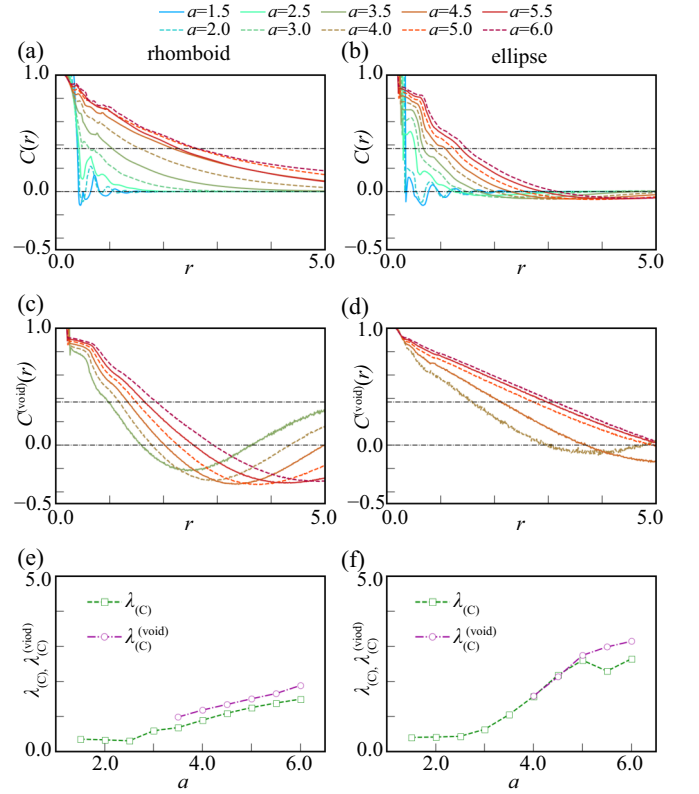 a=1.5 a=2.5 a=3.5 a=4.5 a=5.5
a=2.0 a=3.0 a=4.0 a=5.0 a=6.0
(a) rhomboid (b) ellipse
1.0 1.0
C(r) C(r)
0.0 0.0
−0.5 −0.5
0.0 r 5.0 0.0 r 5.0
(c) (d)
1.0 1.0
C(void)(r) C(void)(r)
0.0 0.0
−0.5 −0.5
0.0 r 5.0 0.0 r 5.0
(e) (f)
5.0 5.0
λ(C) λ(C)
λ(C)(void) λ(C)(void)
λ(C), λ(C)(viod) λ(C), λ(C)(viod)
0.0 0.0
2.0 4.0 6.0 2.0 4.0 6.0
a a